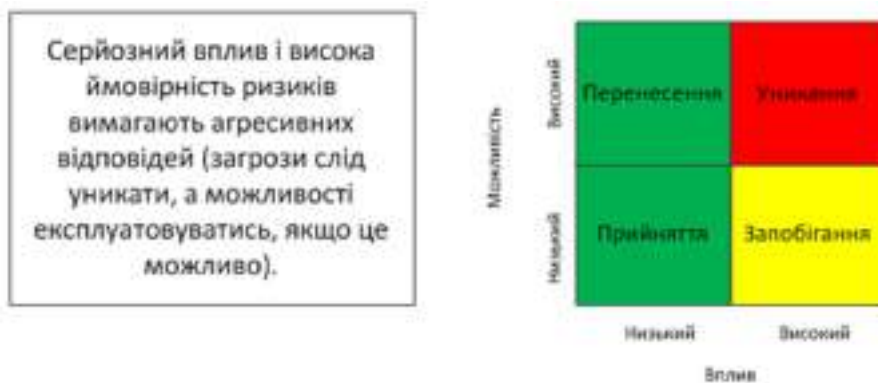 Серйозний вплив і висока
ймовірність ризиків
вимагають агресивних
відповідей (загрози слід
уникати, а можливості
експлуатовуватись, якщо це
можливо).
Можливість
Високий
Низький
Перенесення
Уникання
Прийняття
Запобігання
Низький
Високий
Вплив